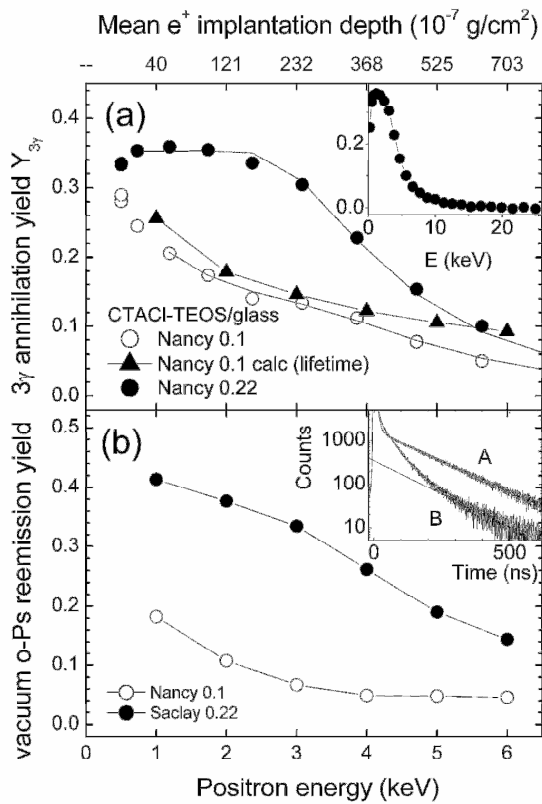 Mean e⁺ implantation depth (10⁻⁷ g/cm²)
-- 40 121 232 368 525 703
(a)
3γ annihilation yield Y₃γ
0.4
0.3
0.2
0.1
0.0
0.2
0.0
0 10 20
E (keV)
CTACl-TEOS/glass
Nancy 0.1
Nancy 0.1 calc (lifetime)
Nancy 0.22
(b)
vacuum o-Ps reemission yield
0.5
0.4
0.3
0.2
0.1
0.0
Counts
1000
100
10
A
B
0 500
Time (ns)
Nancy 0.1
Saclay 0.22
1 2 3 4 5 6
Positron energy (keV)